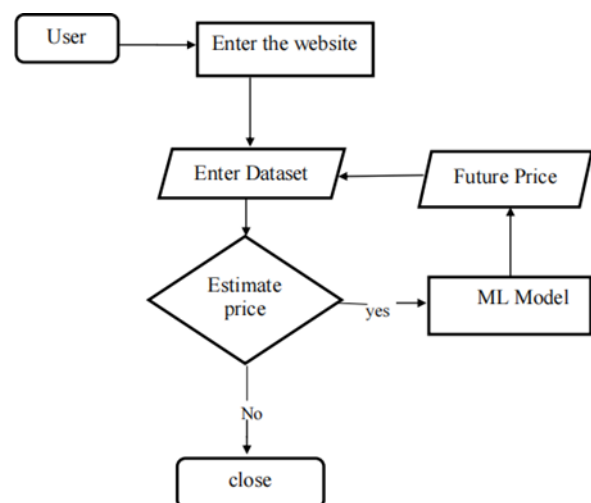 User
Enter the website
Enter Dataset
Future Price
Estimate
price
yes
ML Model
No
close